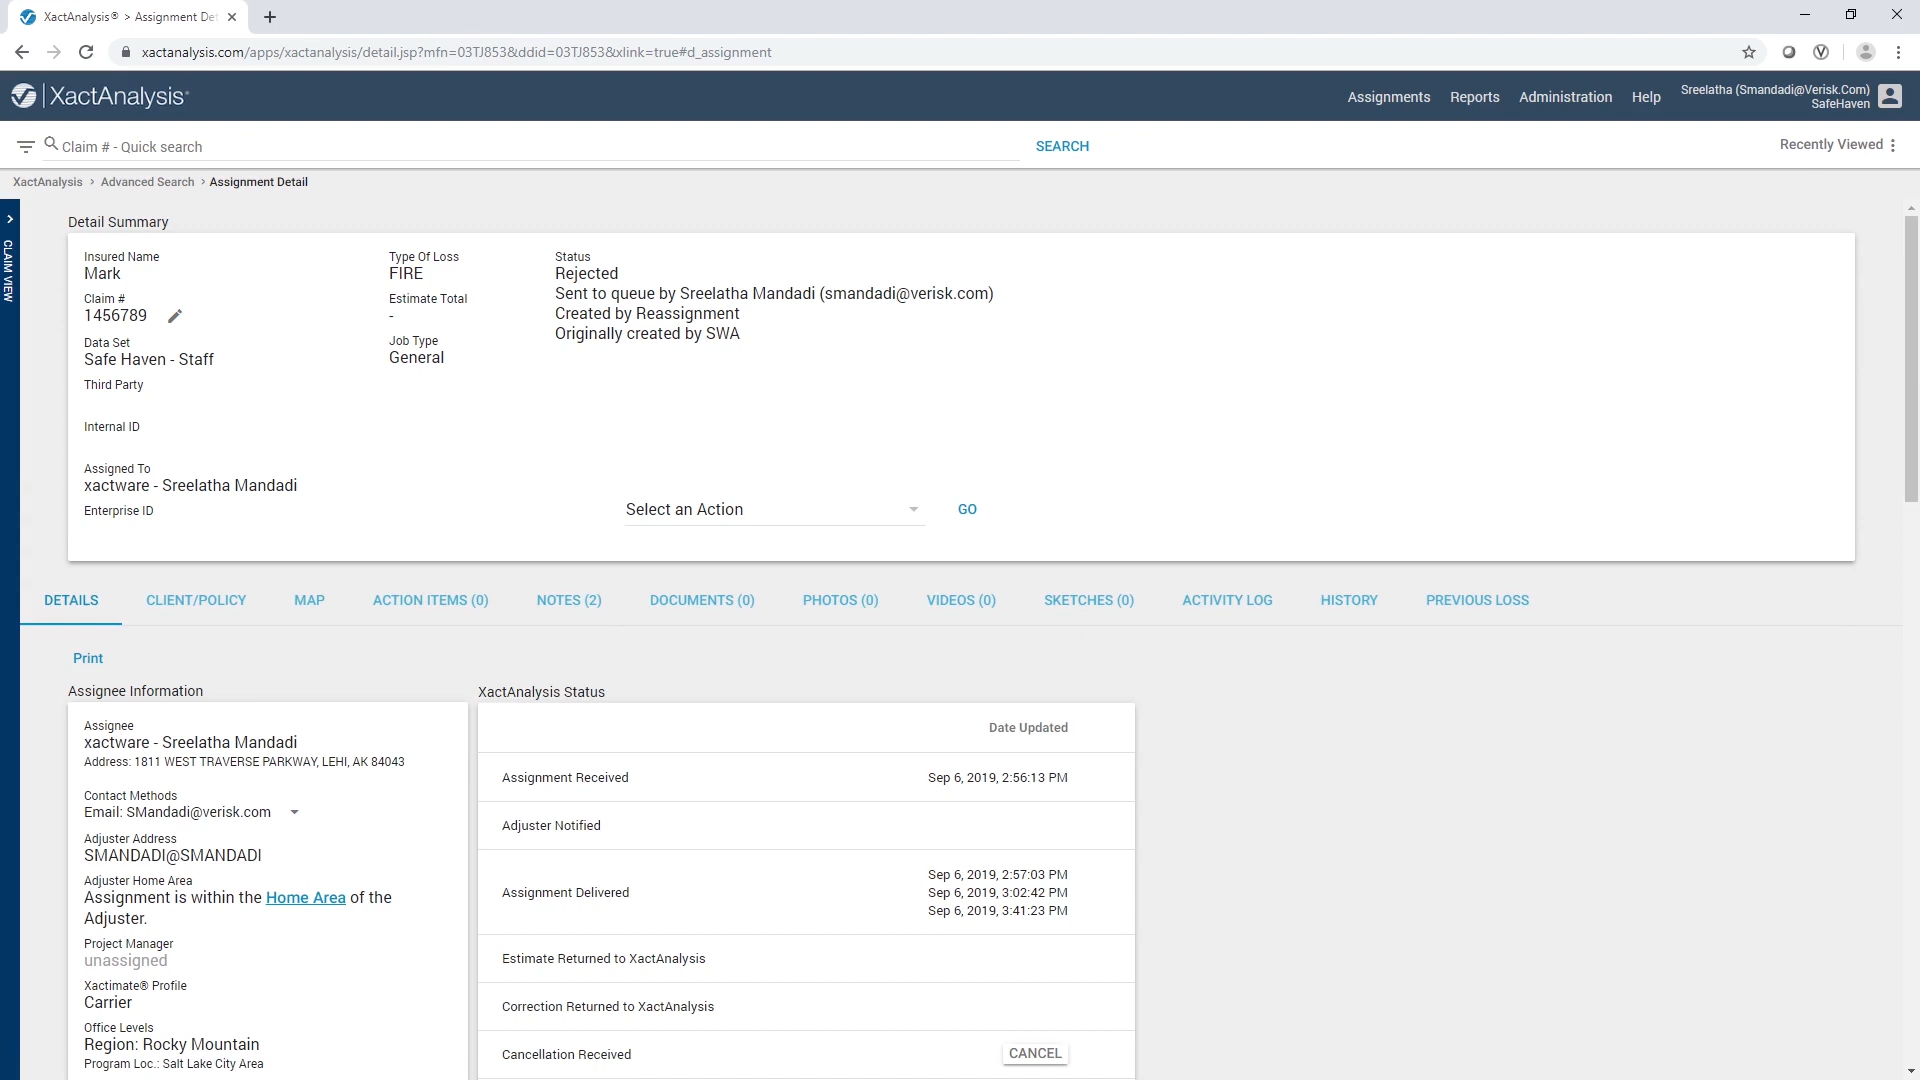 XactAnalysis® > Assignment Det
xactanalysis.com/apps/xactanalysis/detail.jsp?mfn=03TJ853&ddid=03TJ853&xlink=true#d_assignment
XactAnalysis®
Assignments
Reports
Administration
Help
Sreelatha (Smandadi@Verisk.Com)
SafeHaven
Claim # - Quick search
SEARCH
Recently Viewed
XactAnalysis > Advanced Search > Assignment Detail
CLAIM VIEW
Detail Summary
Insured Name
Mark
Claim #
1456789
Data Set
Safe Haven - Staff
Third Party
Internal ID
Assigned To
xactware - Sreelatha Mandadi
Enterprise ID
Type Of Loss
FIRE
Estimate Total
-
Job Type
General
Status
Rejected
Sent to queue by Sreelatha Mandadi (smandadi@verisk.com)
Created by Reassignment
Originally created by SWA
Select an Action
GO
DETAILS
CLIENT/POLICY
MAP
ACTION ITEMS (0)
NOTES (2)
DOCUMENTS (0)
PHOTOS (0)
VIDEOS (0)
SKETCHES (0)
ACTIVITY LOG
HISTORY
PREVIOUS LOSS
Print
Assignee Information
Assignee
xactware - Sreelatha Mandadi
Address: 1811 WEST TRAVERSE PARKWAY, LEHI, AK 84043
Contact Methods
Email: SMandadi@verisk.com
Adjuster Address
SMANDADI@SMANDADI
Adjuster Home Area
Assignment is within the Home Area of the
Adjuster.
Project Manager
unassigned
Xactimate® Profile
Carrier
Office Levels
Region: Rocky Mountain
Program Loc.: Salt Lake City Area
XactAnalysis Status
Date Updated
Assignment Received
Sep 6, 2019, 2:56:13 PM
Adjuster Notified
Assignment Delivered
Sep 6, 2019, 2:57:03 PM
Sep 6, 2019, 3:02:42 PM
Sep 6, 2019, 3:41:23 PM
Estimate Returned to XactAnalysis
Correction Returned to XactAnalysis
Cancellation Received
CANCEL